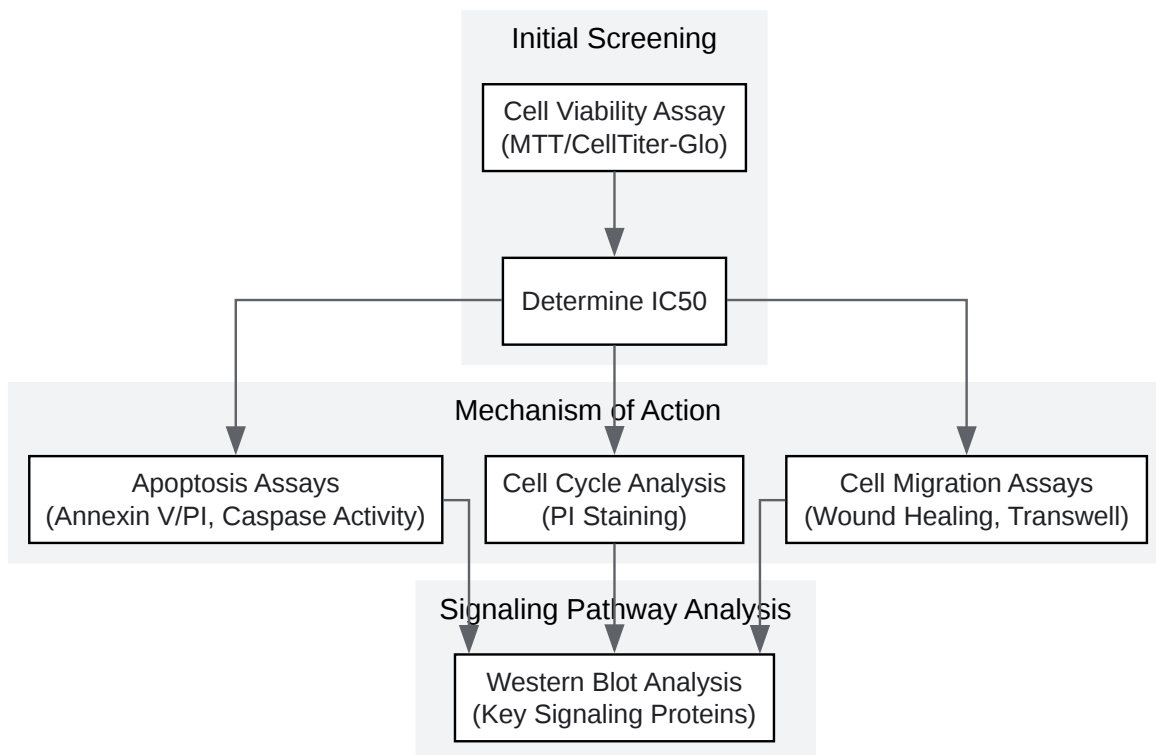 Initial Screening
Cell Viability Assay
(MTT/CellTiter-Glo)
Determine IC50
Mechanism of Action
Apoptosis Assays
(Annexin V/PI, Caspase Activity)
Cell Cycle Analysis
(PI Staining)
Cell Migration Assays
(Wound Healing, Transwell)
Signaling Pathway Analysis
Western Blot Analysis
(Key Signaling Proteins)